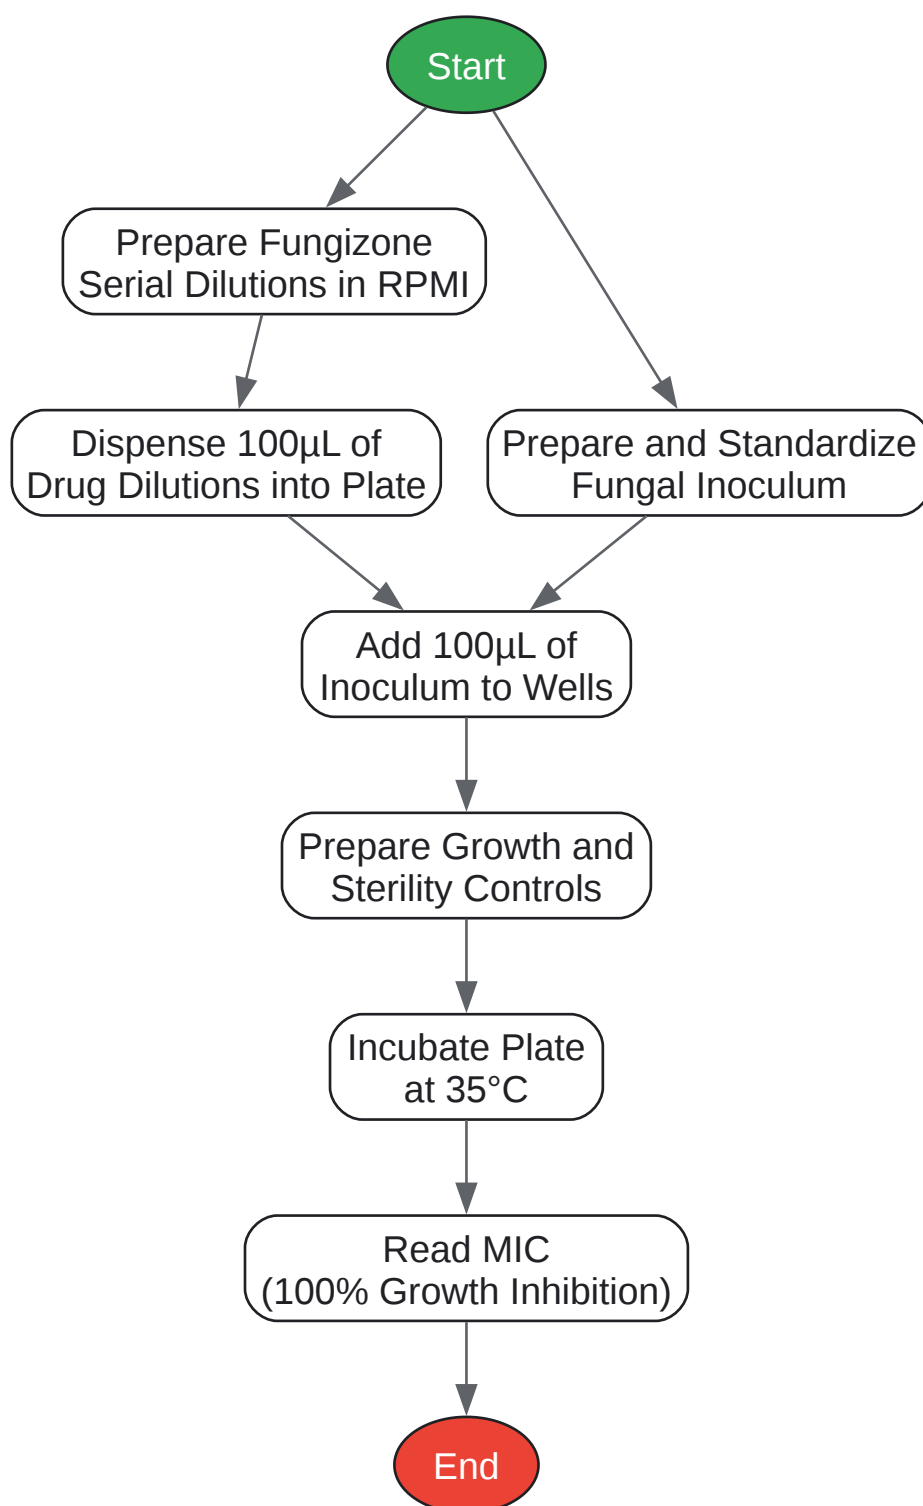 Start
Prepare Fungizone
Serial Dilutions in RPMI
Dispense 100µL of
Drug Dilutions into Plate
Prepare and Standardize
Fungal Inoculum
Add 100µL of
Inoculum to Wells
Prepare Growth and
Sterility Controls
Incubate Plate
at 35°C
Read MIC
(100% Growth Inhibition)
End